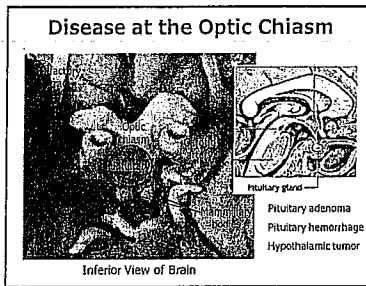 Disease at the Optic Chiasm
Optic
chiasm
Pituitary gland
Pituitary adenoma
Pituitary hemorrhage
Hypothalamic tumor
Inferior View of Brain